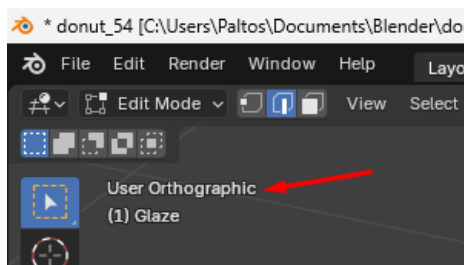 * donut_54 [C:\Users\Paltos\Documents\Blender\do
File Edit Render Window Help Layo
Edit Mode View Select
User Orthographic
(1) Glaze